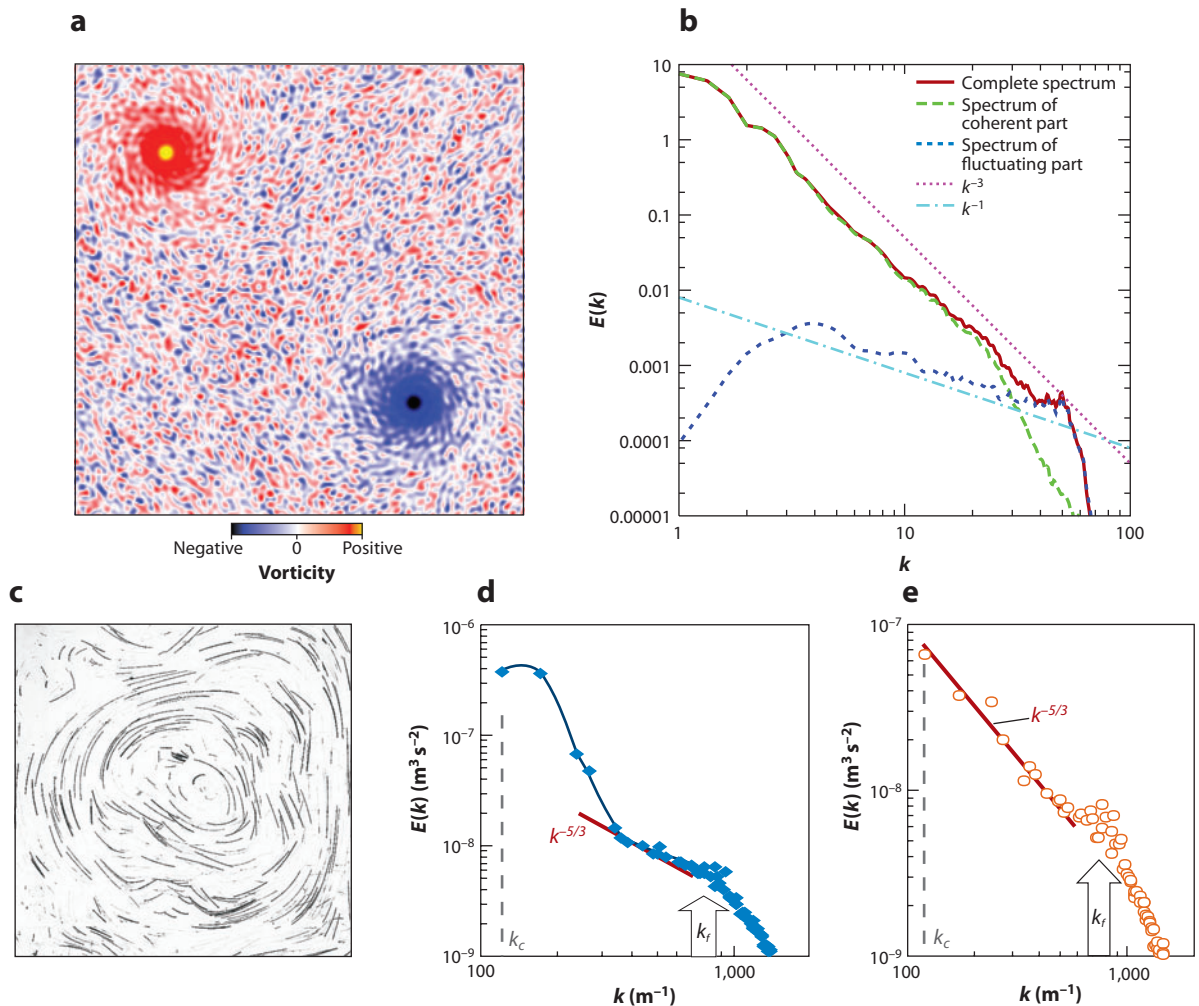 a
Negative 0 Positive
Vorticity
b
10
1
0.1
0.01
0.001
0.0001
0.00001
E(k)
1 10 100
k
Complete spectrum
Spectrum of
coherent part
Spectrum of
fluctuating part
k⁻³
k⁻¹
c
d
10⁻⁶
10⁻⁷
10⁻⁸
10⁻⁹
E(k) (m³ s⁻²)
k⁻⁵/³
k_c
k_f
100 1,000
k (m⁻¹)
e
10⁻⁷
10⁻⁸
10⁻⁹
E(k) (m³ s⁻²)
k⁻⁵/³
k_c
k_f
100 1,000
k (m⁻¹)